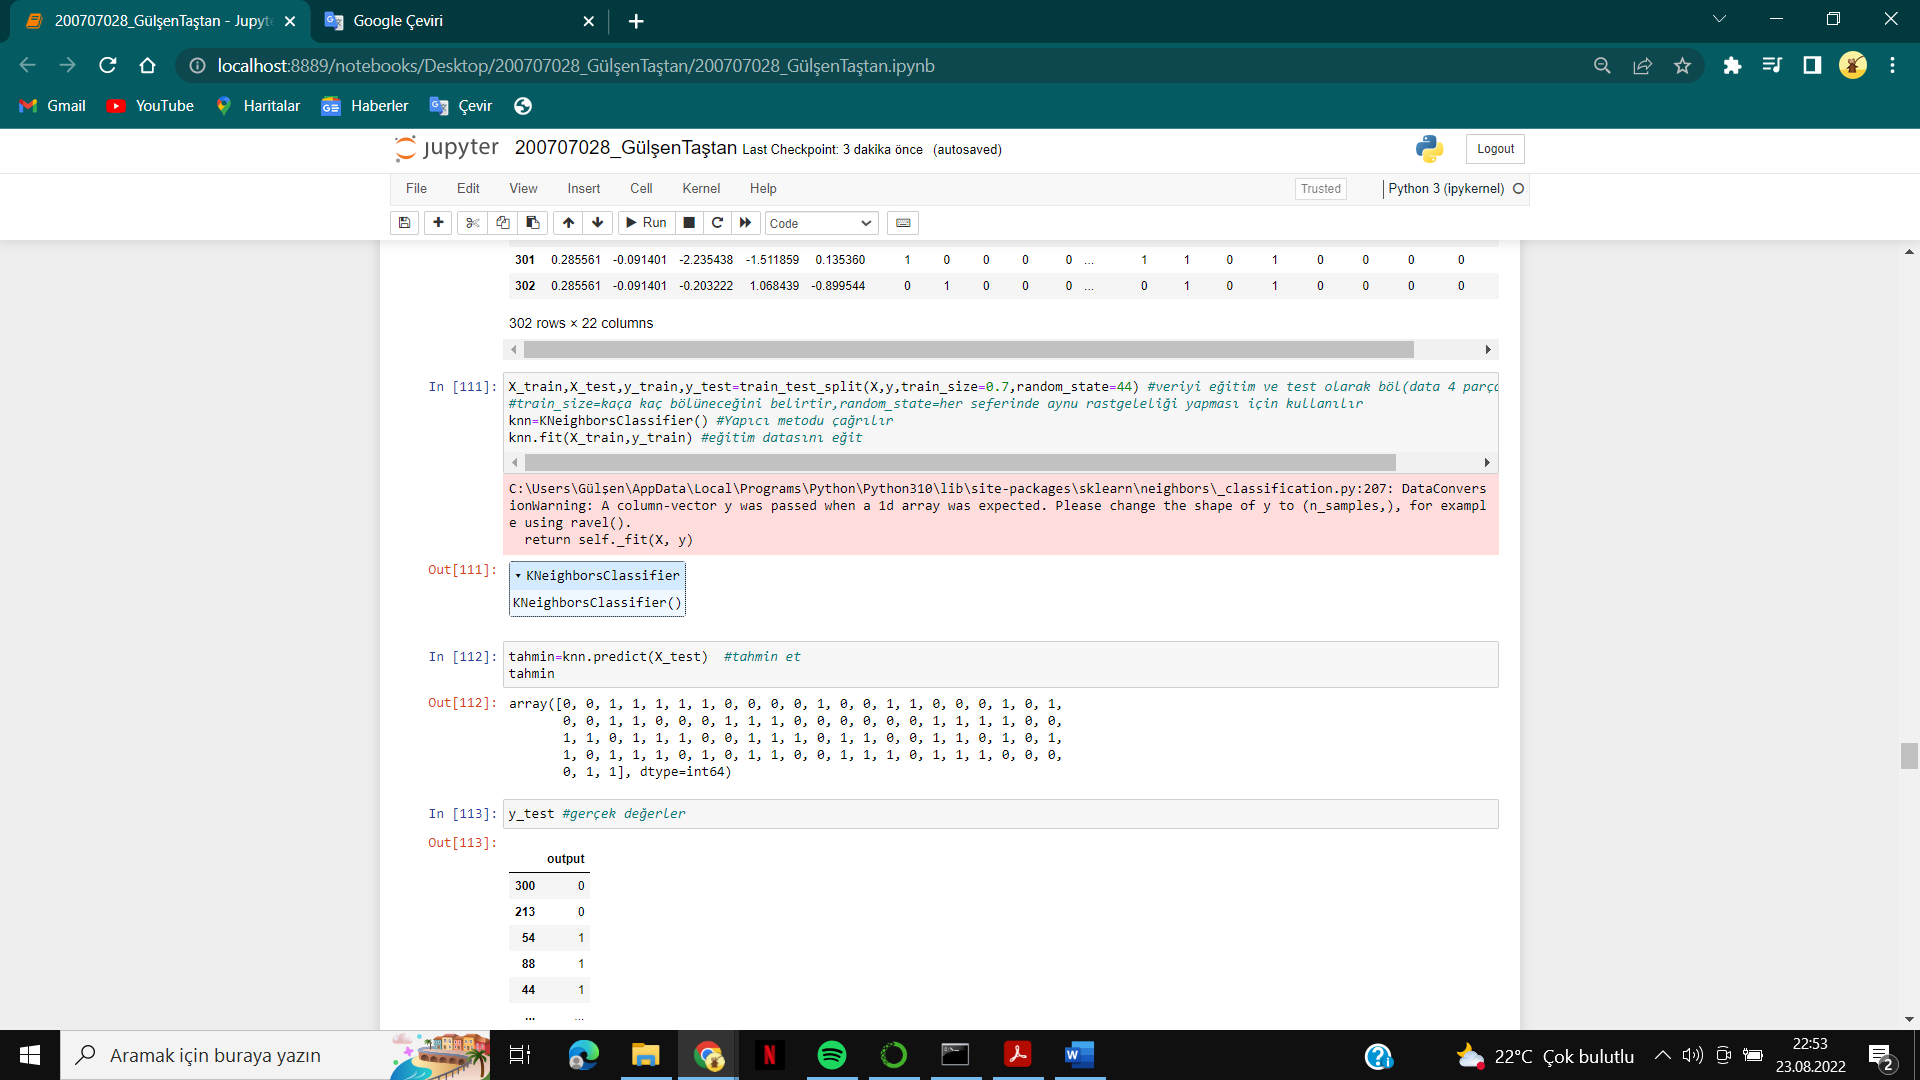 200707028_GülşenTaştan - Jupyt
Google Çeviri
localhost:8889/notebooks/Desktop/200707028_GülşenTaştan/200707028_GülşenTaştan.ipynb
Gmail YouTube Haritalar Haberler Çevir
jupyter 200707028_GülşenTaştan Last Checkpoint: 3 dakika önce (autosaved) Logout
File Edit View Insert Cell Kernel Help Trusted Python 3 (ipykernel)
Run Code
301 0.285561 -0.091401 -2.235438 -1.511859 0.135360 1 0 0 0 0 ... 1 1 0 1 0 0 0 0
302 0.285561 -0.091401 -0.203222 1.068439 -0.899544 0 1 0 0 0 ... 0 1 0 1 0 0 0 0
302 rows × 22 columns
In [111]: X_train,X_test,y_train,y_test=train_test_split(X,y,train_size=0.7,random_state=44) #veriyi eğitim ve test olarak böl(data 4 parça
#train_size=kaça kaç bölüneceğini belirtir,random_state=her seferinde aynu rastgeleliği yapması için kullanılır
knn=KNeighborsClassifier() #Yapıcı metodu çağrılır
knn.fit(X_train,y_train) #eğitim datasını eğit
C:\Users\Gülşen\AppData\Local\Programs\Python\Python310\lib\site-packages\sklearn\neighbors\_classification.py:207: DataConvers
ionWarning: A column-vector y was passed when a 1d array was expected. Please change the shape of y to (n_samples,), for exampl
e using ravel().
return self._fit(X, y)
Out[111]: KNeighborsClassifier
KNeighborsClassifier()
In [112]: tahmin=knn.predict(X_test) #tahmin et
tahmin
Out[112]: array([0, 0, 1, 1, 1, 1, 1, 0, 0, 0, 0, 1, 0, 0, 1, 1, 0, 0, 0, 1, 0, 1,
0, 0, 1, 1, 0, 0, 0, 1, 1, 1, 0, 0, 0, 0, 0, 0, 1, 1, 1, 1, 0, 0,
1, 1, 0, 1, 1, 1, 0, 0, 1, 1, 1, 0, 1, 1, 0, 0, 1, 1, 0, 1, 0, 1,
1, 0, 1, 1, 1, 0, 1, 0, 1, 1, 0, 0, 1, 1, 1, 0, 1, 1, 1, 0, 0, 0,
0, 1, 1], dtype=int64)
In [113]: y_test #gerçek değerler
Out[113]:
output
300 0
213 0
54 1
88 1
44 1
... ...
Aramak için buraya yazın
22°C Çok bulutlu
22:53
23.08.2022
2